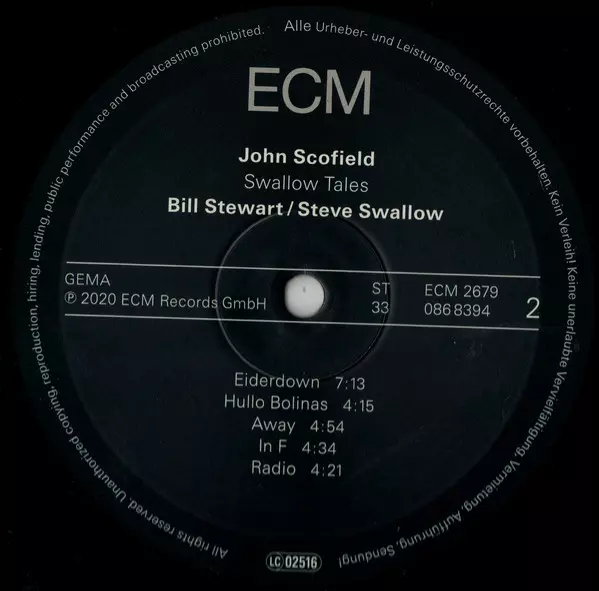 Alle Urheber- und Leistungsschutzrechte vorbehalten. Kein Verleih! Keine unerlaubte Vervielfältigung, Vermietung, Aufführung, Sendung!
ECM
John Scofield
Swallow Tales
Bill Stewart / Steve Swallow
GEMA
℗ 2020 ECM Records GmbH
ST
33
ECM 2679
0868394
2
Eiderdown 7:13
Hullo Bolinas 4:15
Away 4:54
In F 4:34
Radio 4:21
LC 02516
All rights reserved. Unauthorized copying, reproduction, hiring, lending, public performance and broadcasting prohibited.